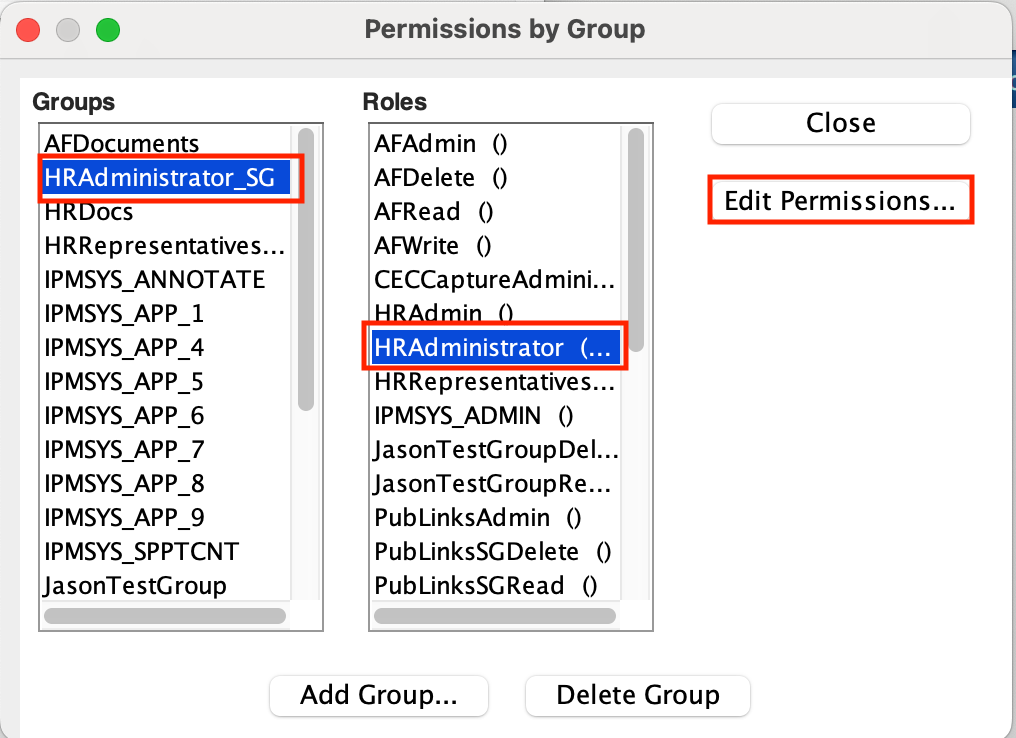 Permissions by Group
Groups
AFDocuments
HRAdministrator_SG
HRDocs
HRRepresentatives...
IPMSYS_ANNOTATE
IPMSYS_APP_1
IPMSYS_APP_4
IPMSYS_APP_5
IPMSYS_APP_6
IPMSYS_APP_7
IPMSYS_APP_8
IPMSYS_APP_9
IPMSYS_SPPTCNT
JasonTestGroup
Roles
AFAdmin ()
AFDelete ()
AFRead ()
AFWrite ()
CECCaptureAdmini...
HRAdmin ()
HRAdministrator (...
HRRepresentatives...
IPMSYS_ADMIN ()
JasonTestGroupDel...
JasonTestGroupRe...
PubLinksAdmin ()
PubLinksSGDelete ()
PubLinksSGRead ()
Close
Edit Permissions...
Add Group...
Delete Group